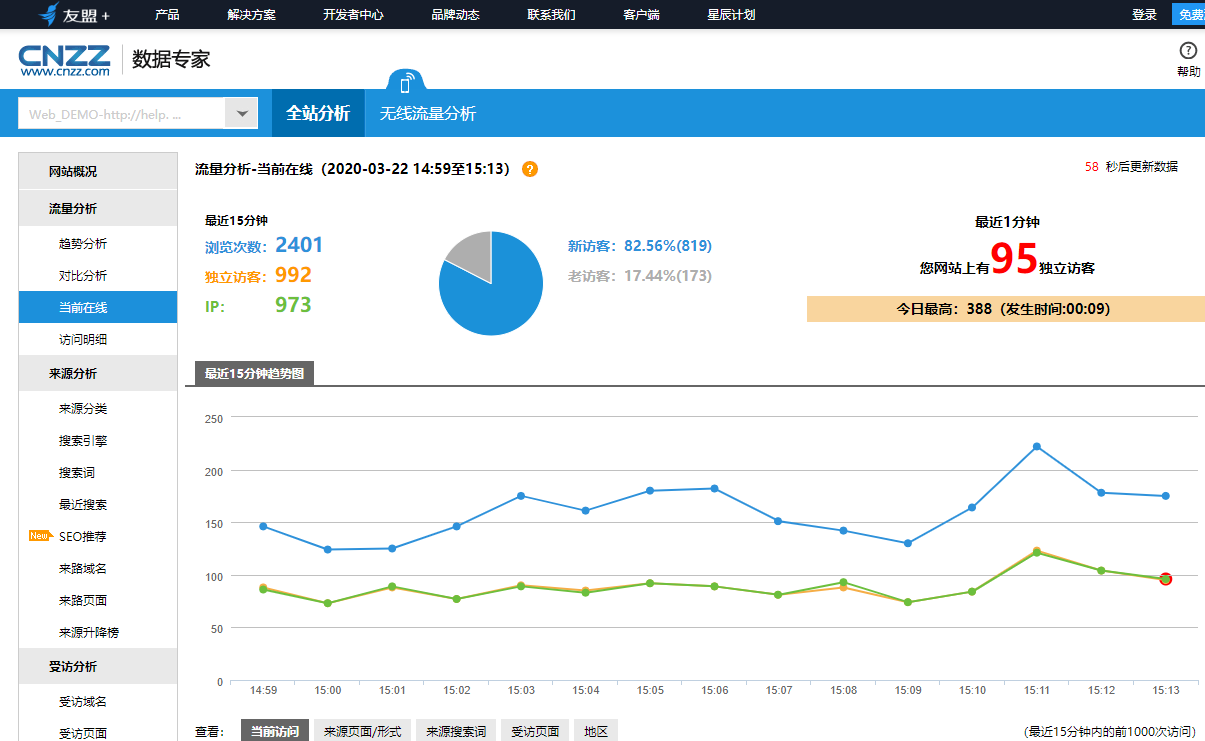 友盟+ 产品 解决方案 开发者中心 品牌动态 联系我们 客户端 星辰计划 登录 免费
CNZZ 数据专家
www.cnzz.com
? 帮助
Web_DEMO-http://help. ... 全站分析 无线流量分析
网站概况
流量分析
趋势分析
对比分析
当前在线
访问明细
来源分析
来源分类
搜索引擎
搜索词
最近搜索
New SEO推荐
来路域名
来路页面
来源升降榜
受访分析
受访域名
受访页面
流量分析-当前在线（2020-03-22 14:59至15:13） ?
58 秒后更新数据
最近15分钟
浏览次数： 2401
独立访客： 992
IP： 973
新访客：82.56%(819)
老访客：17.44%(173)
最近1分钟
您网站上有95独立访客
今日最高：388（发生时间:00:09）
最近15分钟趋势图
250
200
150
100
50
0
14:59 15:00 15:01 15:02 15:03 15:04 15:05 15:06 15:07 15:08 15:09 15:10 15:11 15:12 15:13
查看： 当前访问 来源页面/形式 来源搜索词 受访页面 地区 (最近15分钟内的前1000次访问)